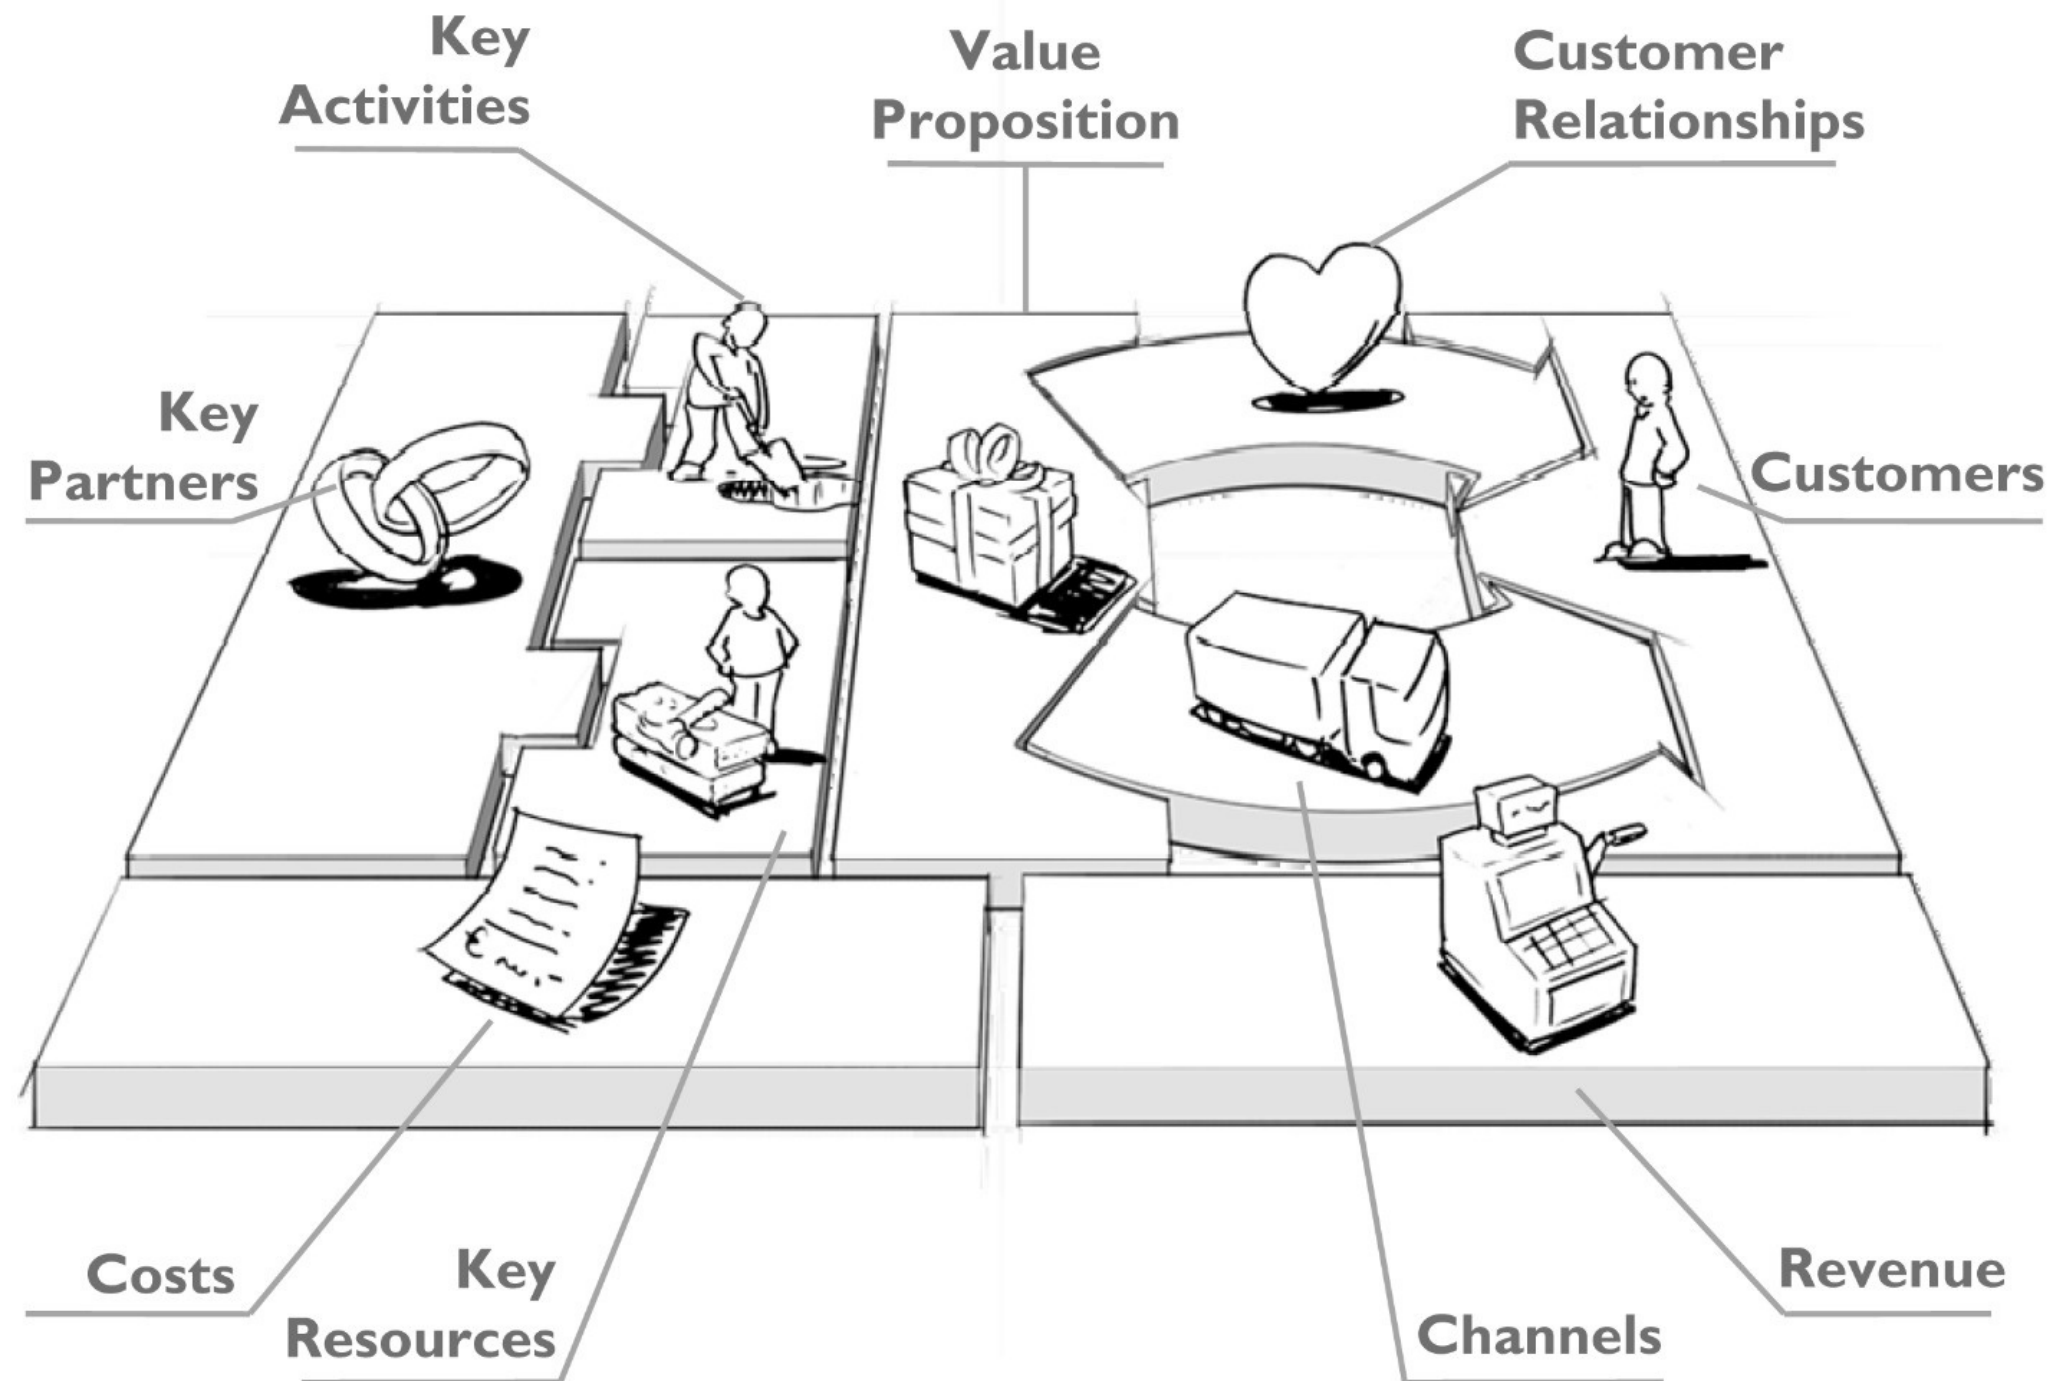 Key
Activities
Value
Proposition
Customer
Relationships
Key
Partners
Customers
Costs
Key
Resources
Channels
Revenue